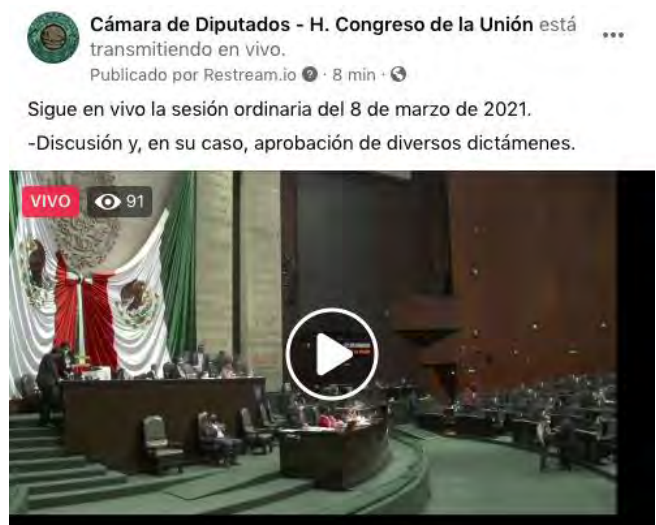 Cámara de Diputados - H. Congreso de la Unión está
transmitiendo en vivo.
Publicado por Restream.io · 8 min ·
Sigue en vivo la sesión ordinaria del 8 de marzo de 2021.
-Discusión y, en su caso, aprobación de diversos dictámenes.
VIVO 91